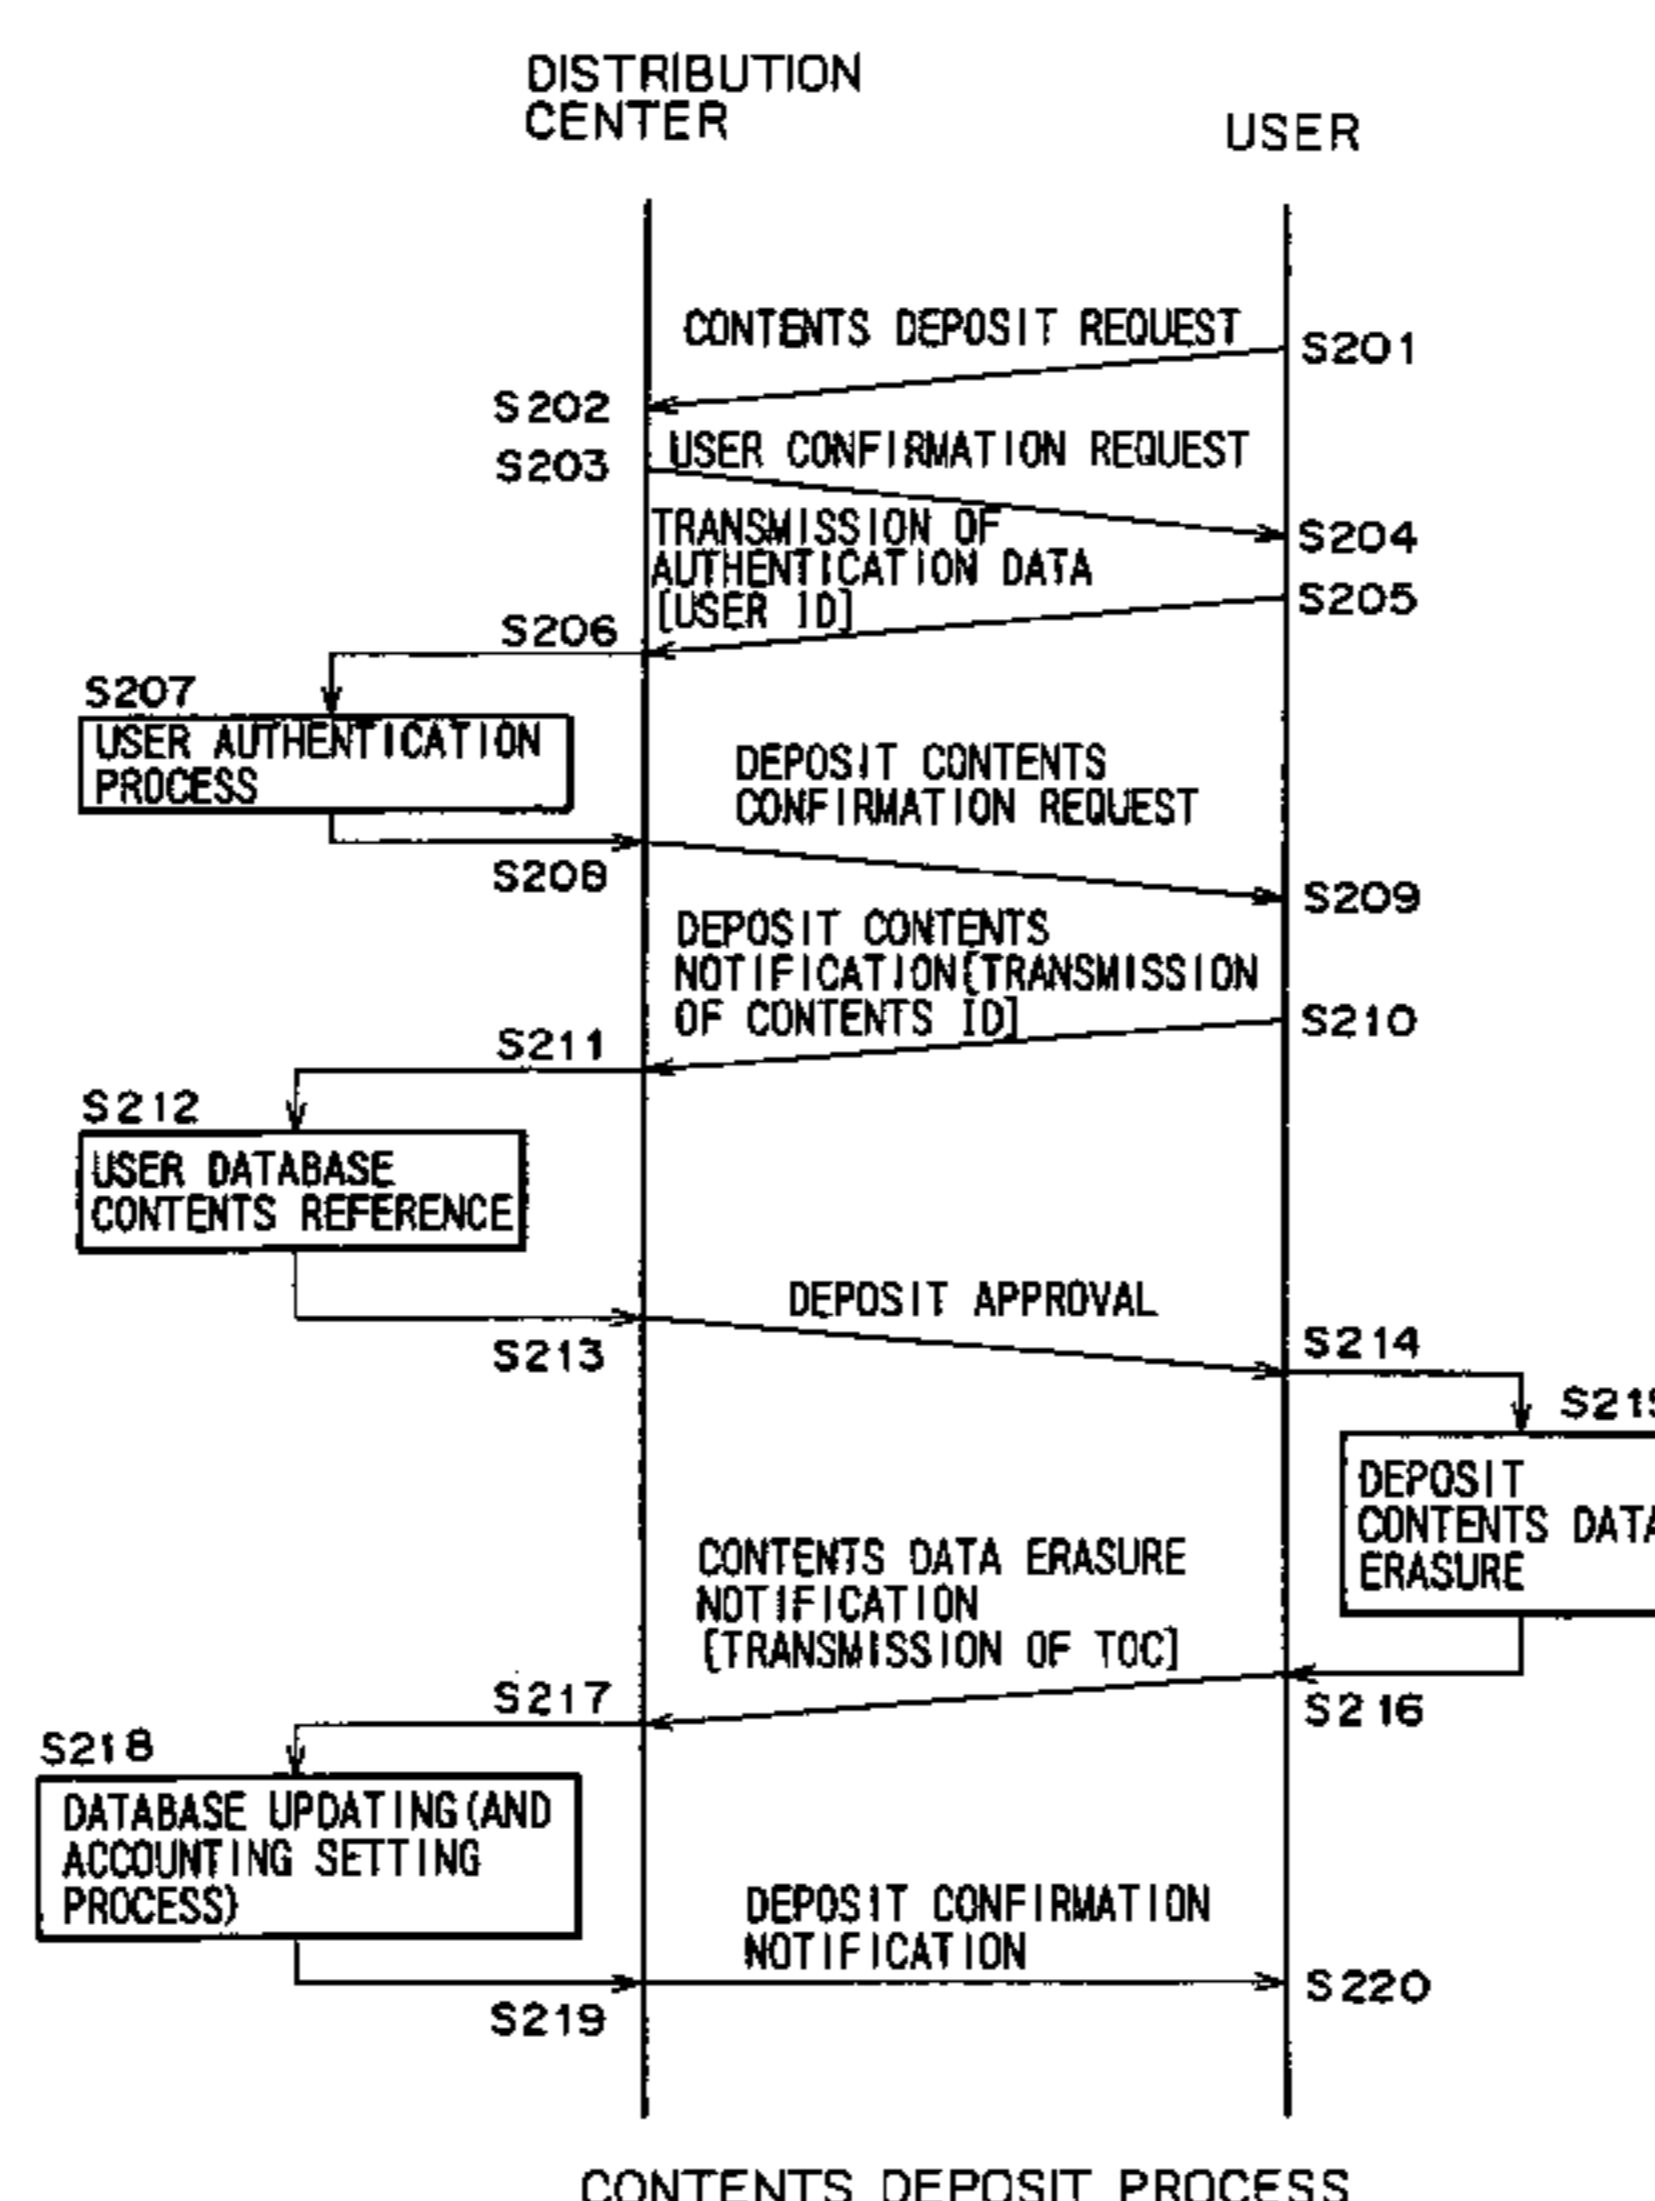 DISTRIBUTION
CENTER
USER
CONTENTS DEPOSIT REQUEST
S201
S202
USER CONFIRMATION REQUEST
S203
TRANSMISSION OF
S204
AUTHENTICATION DATA
S205
[USER ID]
S206
S207
USER AUTHENTICATION
PROCESS
DEPOSIT CONTENTS
CONFIRMATION REQUEST
S208
S209
DEPOSIT CONTENTS
NOTIFICATION[TRANSMISSION
OF CONTENTS ID]
S210
S211
S212
USER DATABASE
CONTENTS REFERENCE
DEPOSIT APPROVAL
S213
S214
DEPOSIT
CONTENTS DATA
ERASURE
CONTENTS DATA ERASURE
NOTIFICATION
[TRANSMISSION OF TOC]
S216
S217
S218
DATABASE UPDATING(AND
ACCOUNTING SETTING
PROCESS)
DEPOSIT CONFIRMATION
NOTIFICATION
S219
S220
CONTENTS DEPOSIT PROCESS